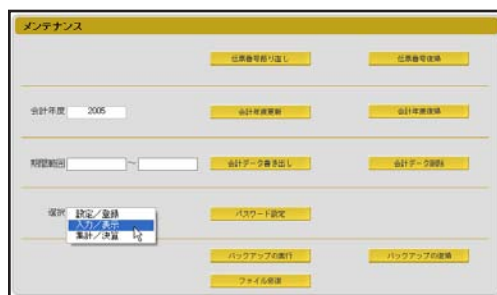 メンテナンス
伝票番号振り直し 伝票番号復帰
会計年度 2005 会計年度更新 会計年度復帰
期間範囲 ～ 会計データ書き出し 会計データ削除
選択 設定／登録 パスワード設定
入力／表示
集計／決算
バックアップの実行 バックアップの復帰
ファイル修復